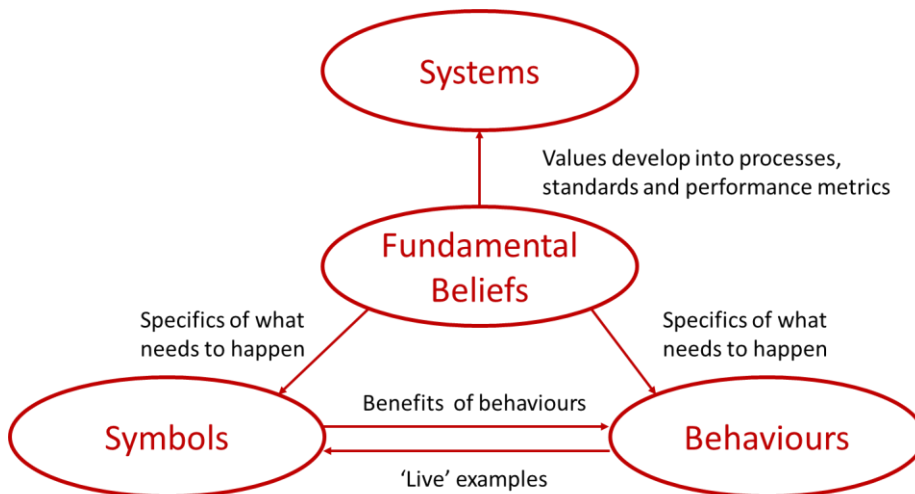 Systems
Values develop into processes,
standards and performance metrics
Fundamental
Beliefs
Specifics of what
needs to happen
Specifics of what
needs to happen
Symbols
Benefits of behaviours
Behaviours
‘Live’ examples